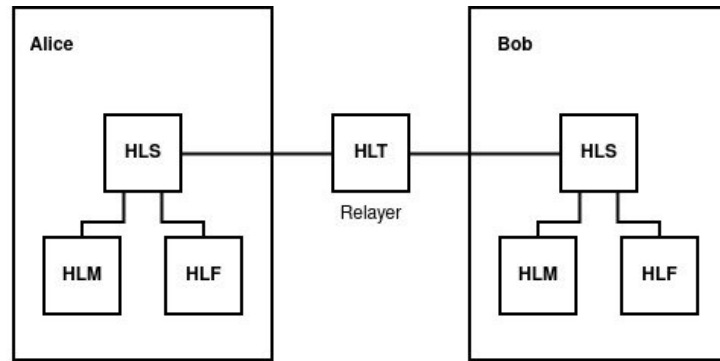 Alice
Bob
HLS
HLT
HLS
Relayer
HLM
HLF
HLM
HLF